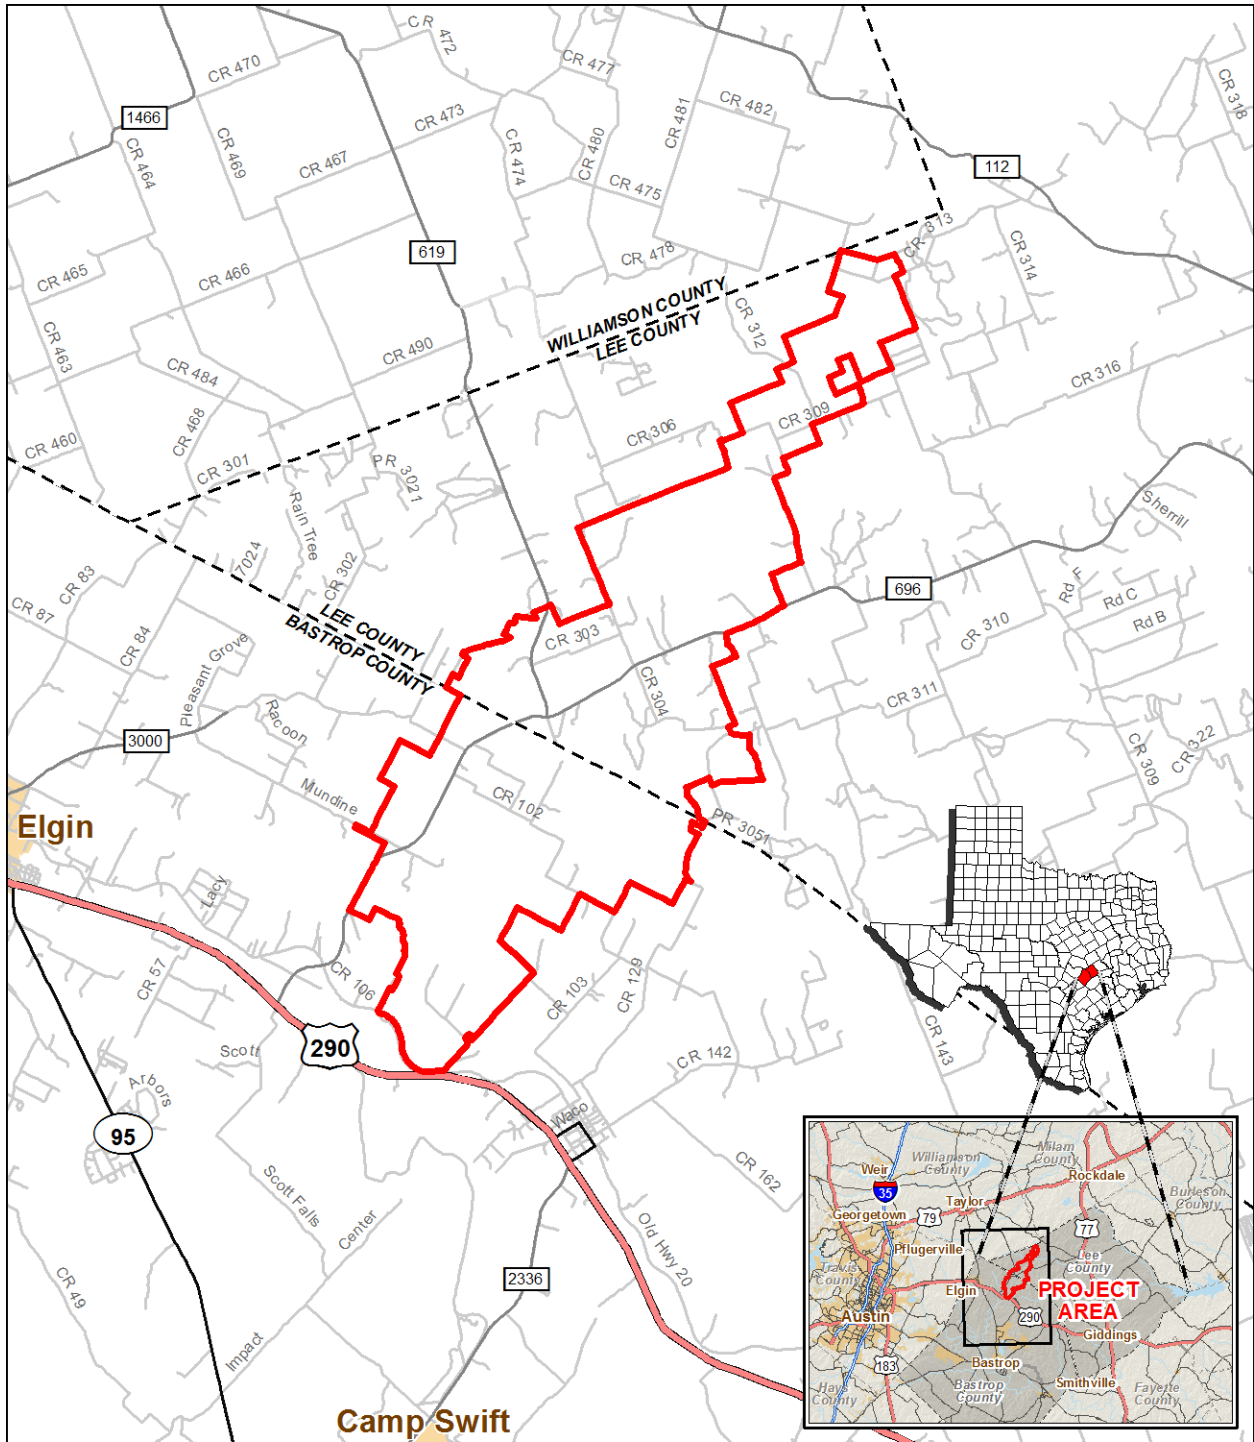 CR 472
CR 470
CR 477
CR 481
CR 482
CR 318
1466
CR 473
CR 464
CR 469
CR 480
CR 474
CR 467
112
CR 475
CR 313
619
CR 478
CR 314
CR 465
CR 466
WILLIAMSON COUNTY
LEE COUNTY
CR 312
CR 463
CR 490
CR 484
CR 316
CR 468
CR 309
CR 306
CR 460
CR 301
PR 3021
Rain Tree
Sherrill
7024
CR 302
CR 83
696
Rd F
Rd C
CR 87
Rd B
CR 84
LEE COUNTY
BASTROP COUNTY
CR 303
CR 310
Pleasant Grove
CR 304
CR 311
Racoon
3000
CR 322
CR 309
Mundine
CR 102
Elgin
PR 3051
Lacy
CR 57
CR 106
CR 103
CR 129
290
Scott
CR 143
CR 142
Arbors
95
Waco
CR 162
Scott Falls
Center
Old Hwy 20
2336
CR 49
Impact
Camp Swift
Weir
Williamson
County
Milam
County
Rockdale
35
Taylor
Burleson
County
Georgetown
79
77
Pflugerville
Lee
County
Travis
County
Elgin
PROJECT
AREA
Austin
290
Giddings
183
Bastrop
Smithville
Hays
County
Bastrop
County
Fayette
County